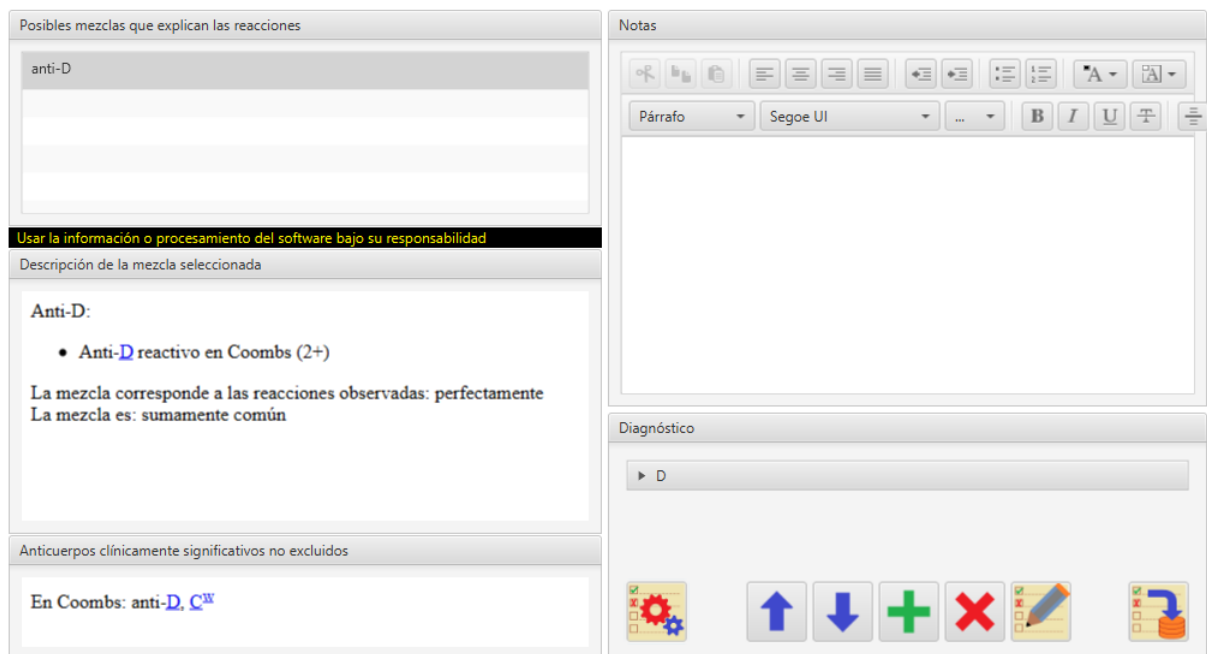 Posibles mezclas que explican las reacciones
anti-D
Usar la información o procesamiento del software bajo su responsabilidad
Descripción de la mezcla seleccionada
Anti-D:
• Anti-D reactivo en Coombs (2+)
La mezcla corresponde a las reacciones observadas: perfectamente
La mezcla es: sumamente común
Anticuerpos clínicamente significativos no excluidos
En Coombs: anti-D, Cᵂ
Notas
Párrafo Segoe UI ... B I U T
Diagnóstico
D